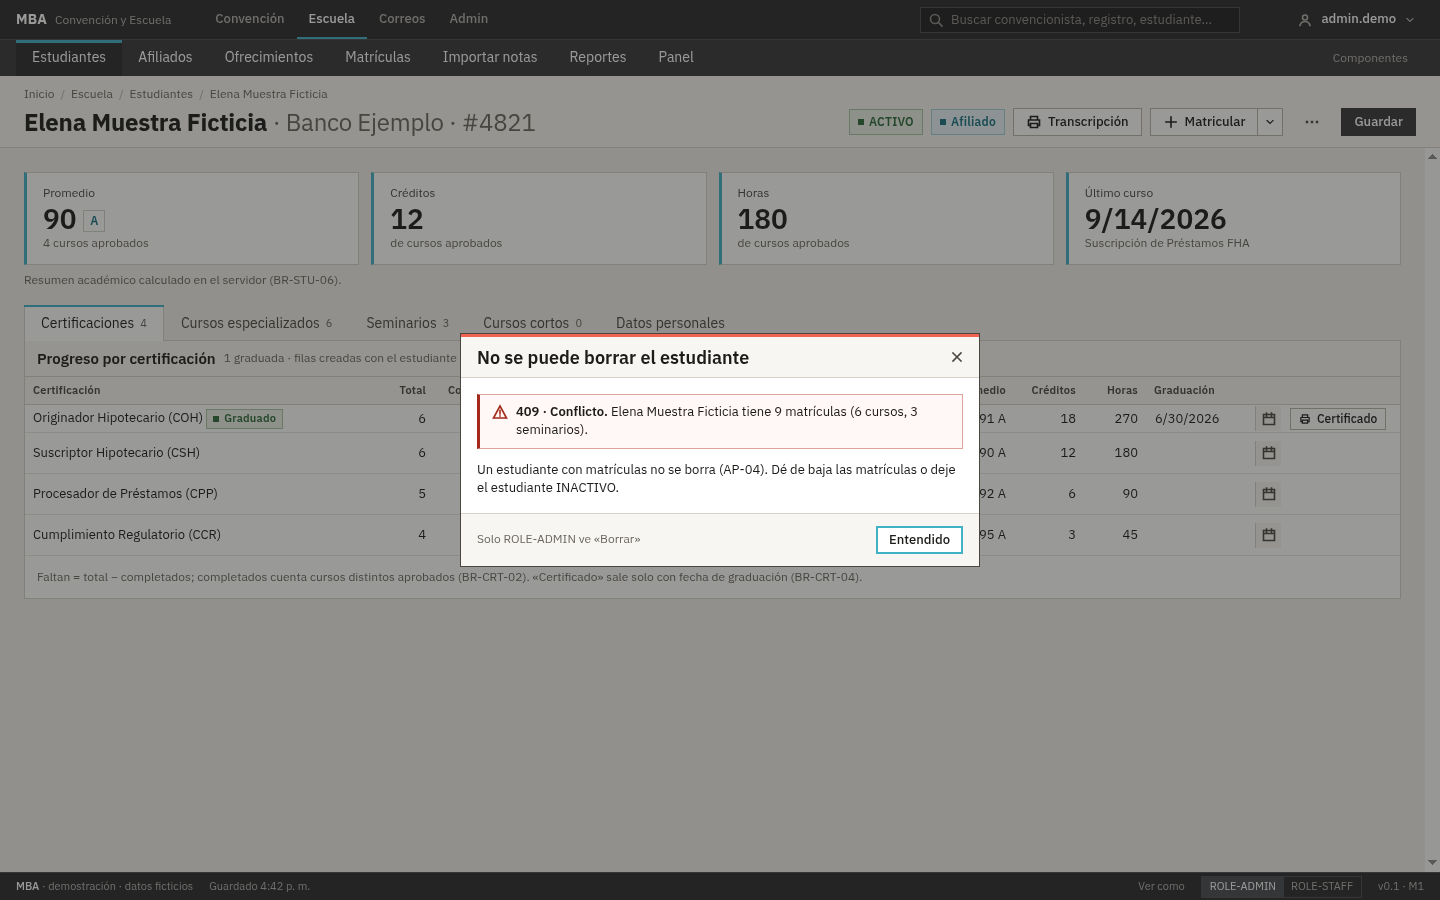 MBA Convención y Escuela Convención Escuela Correos Admin Buscar convencionista, registro, estudiante... admin.demo
Estudiantes Afiliados Ofrecimientos Matrículas Importar notas Reportes Panel Componentes
Inicio / Escuela / Estudiantes / Elena Muestra Ficticia
Elena Muestra Ficticia · Banco Ejemplo · #4821 ACTIVO Afiliado Transcripción Matricular ··· Guardar
Promedio Créditos Horas Último curso
90 A 12 180 9/14/2026
4 cursos aprobados de cursos aprobados de cursos aprobados Suscripción de Préstamos FHA
Resumen académico calculado en el servidor (BR-STU-06).
Certificaciones 4 Cursos especializados 6 Seminarios 3 Cursos cortos 0 Datos personales
Progreso por certificación 1 graduada · filas creadas con el estudiante
Certificación Total Créditos Horas Graduación
Originador Hipotecario (COH) Graduado 6 91 A 18 270 6/30/2026 Certificado
Suscriptor Hipotecario (CSH) 6 90 A 12 180
Procesador de Préstamos (CPP) 5 92 A 6 90
Cumplimiento Regulatorio (CCR) 4 95 A 3 45
Faltan = total − completados; completados cuenta cursos distintos aprobados (BR-CRT-02). «Certificado» sale solo con fecha de graduación (BR-CRT-04).
No se puede borrar el estudiante
409 · Conflicto. Elena Muestra Ficticia tiene 9 matrículas (6 cursos, 3
seminarios).
Un estudiante con matrículas no se borra (AP-04). Dé de baja las matrículas o deje
el estudiante INACTIVO.
Solo ROLE-ADMIN ve «Borrar» Entendido
MBA · demostración · datos ficticios Guardado 4:42 p. m. Ver como ROLE-ADMIN ROLE-STAFF v0.1 · M1